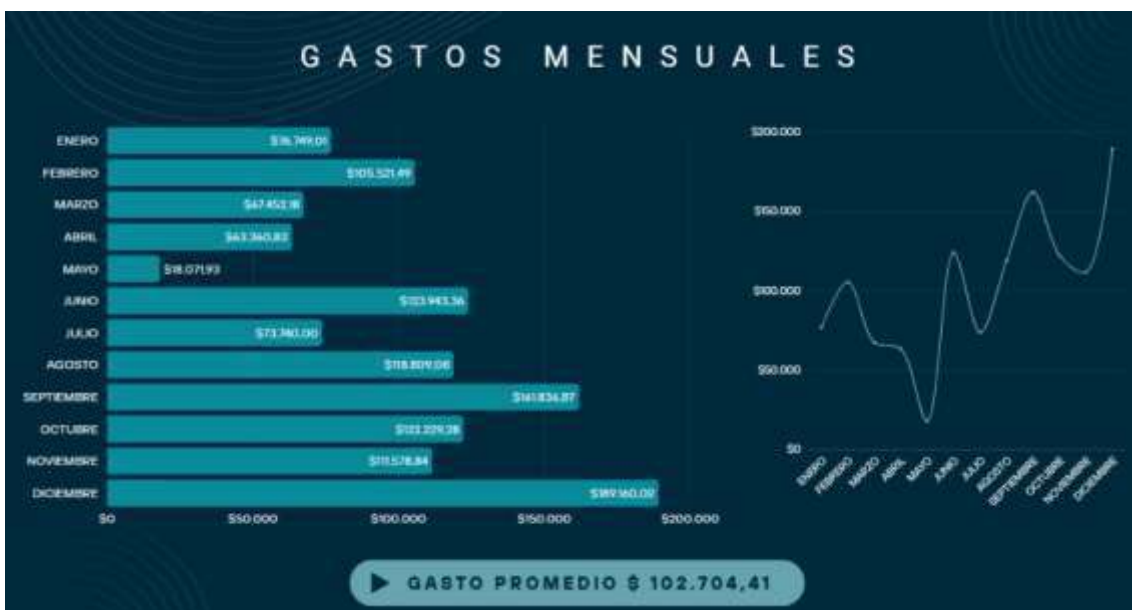 GASTOS MENSUALES
ENERO $76.749,01
FEBRERO $105.521,49
MARZO $67.453,18
ABRIL $63.360,83
MAYO $18.071,93
JUNIO $123.943,36
JULIO $73.740,00
AGOSTO $118.809,08
SEPTIEMBRE $161.836,87
OCTUBRE $122.229,28
NOVIEMBRE $111.578,84
DICIEMBRE $189.160,02
$0 $50.000 $100.000 $150.000 $200.000
$200.000
$150.000
$100.000
$50.000
$0
ENERO FEBRERO MARZO ABRIL MAYO JUNIO JULIO AGOSTO SEPTIEMBRE OCTUBRE NOVIEMBRE DICIEMBRE
GASTO PROMEDIO $ 102.704,41